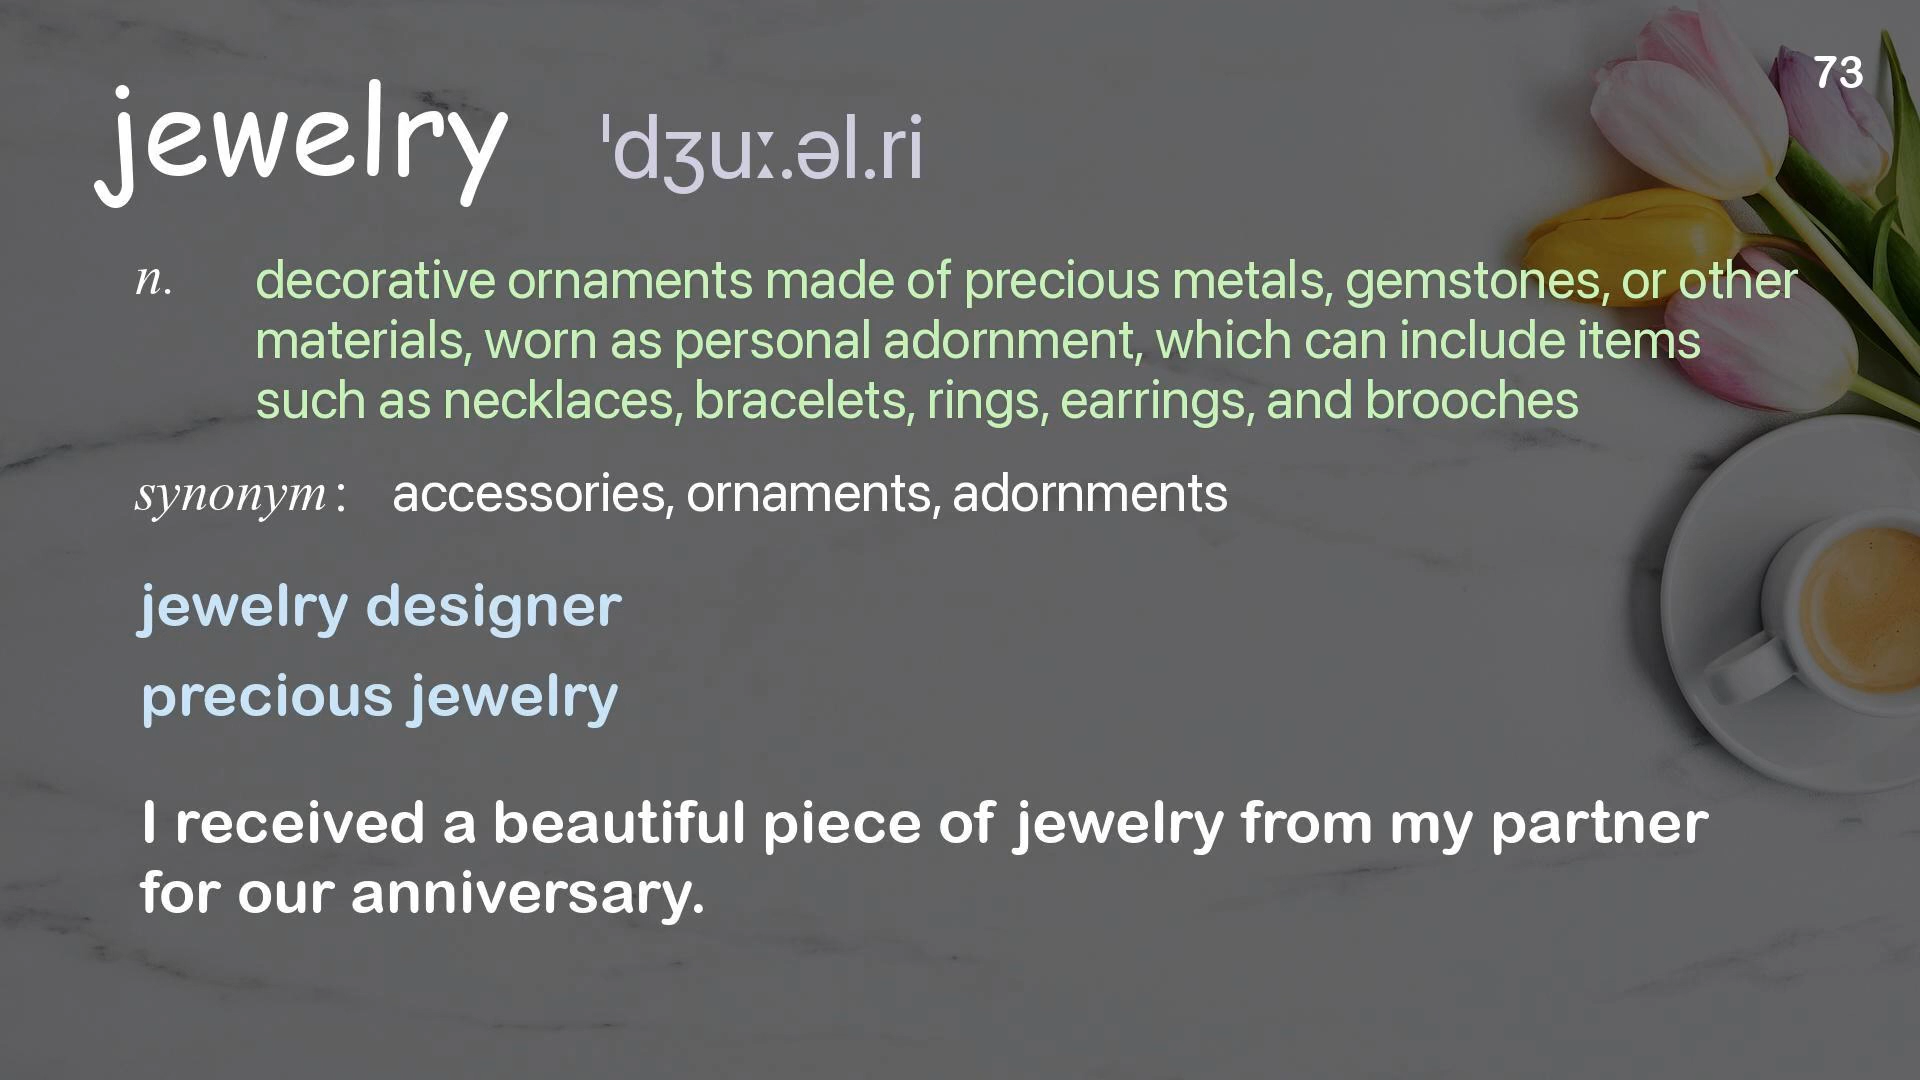 73
jewelry ˈdʒuː.əl.ri
n. decorative ornaments made of precious metals, gemstones, or other
materials, worn as personal adornment, which can include items
such as necklaces, bracelets, rings, earrings, and brooches
synonym : accessories, ornaments, adornments
jewelry designer
precious jewelry
I received a beautiful piece of jewelry from my partner
for our anniversary.